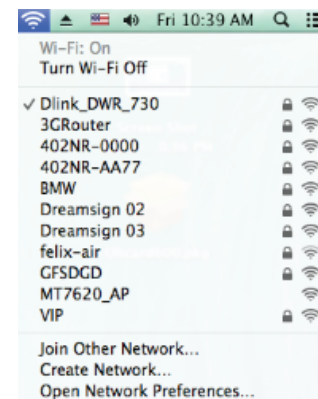 Fri 10:39 AM
Wi-Fi: On
Turn Wi-Fi Off
Dlink_DWR_730
3GRouter
402NR-0000
402NR-AA77
BMW
Dreamsign 02
Dreamsign 03
felix-air
GFSDGD
MT7620_AP
VIP
Join Other Network...
Create Network...
Open Network Preferences...